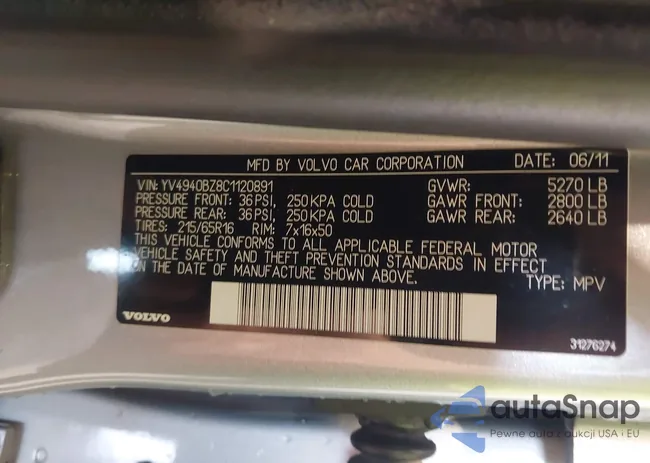 MFD BY VOLVO CAR CORPORATION DATE: 06/11
VIN: YV4940BZ8C1120891 GVWR: 5270 LB
PRESSURE FRONT: 36 PSI, 250 KPA COLD GAWR FRONT: 2800 LB
PRESSURE REAR: 36 PSI, 250 KPA COLD GAWR REAR: 2640 LB
TIRES: 215/65R16 RIM: 7x16x50
THIS VEHICLE CONFORMS TO ALL APPLICABLE FEDERAL MOTOR
VEHICLE SAFETY AND THEFT PREVENTION STANDARDS IN EFFECT
ON THE DATE OF MANUFACTURE SHOWN ABOVE.
TYPE: MPV
VOLVO 31276274
autaSnap
Pewne auta z aukcji USA i EU